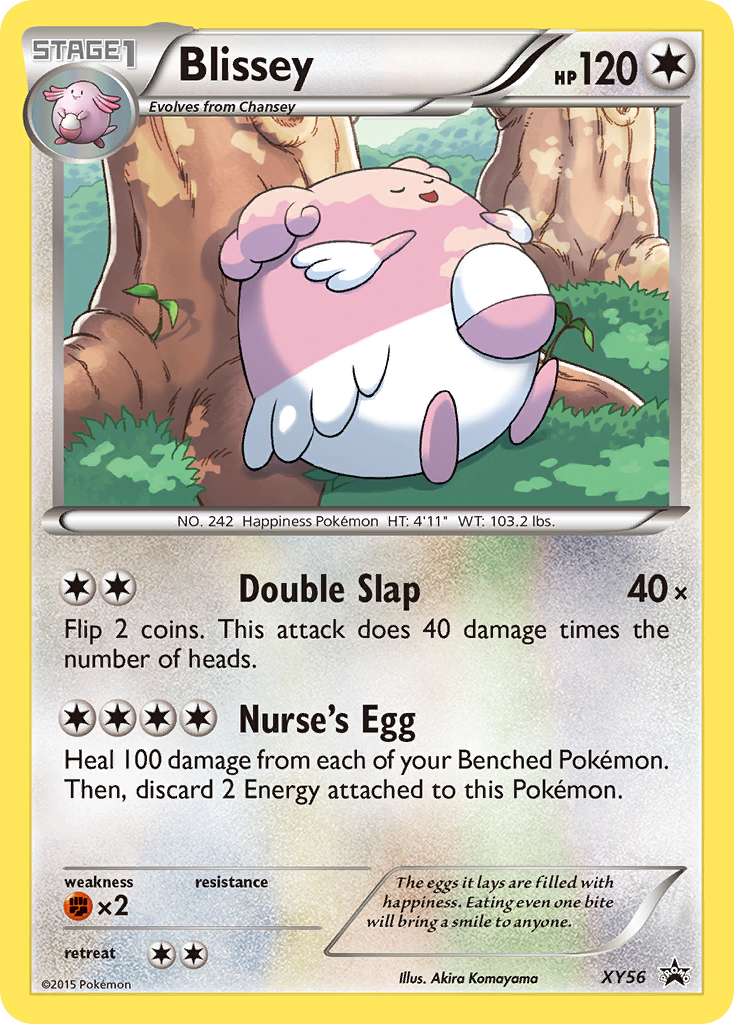 STAGE1
Blissey
HP120
Evolves from Chansey
NO. 242 Happiness Pokémon HT: 4'11" WT: 103.2 lbs.
Double Slap 40×
Flip 2 coins. This attack does 40 damage times the
number of heads.
Nurse's Egg
Heal 100 damage from each of your Benched Pokémon.
Then, discard 2 Energy attached to this Pokémon.
weakness resistance
×2
The eggs it lays are filled with
happiness. Eating even one bite
will bring a smile to anyone.
retreat
©2015 Pokémon
Illus. Akira Komayama
XY56
PROMO